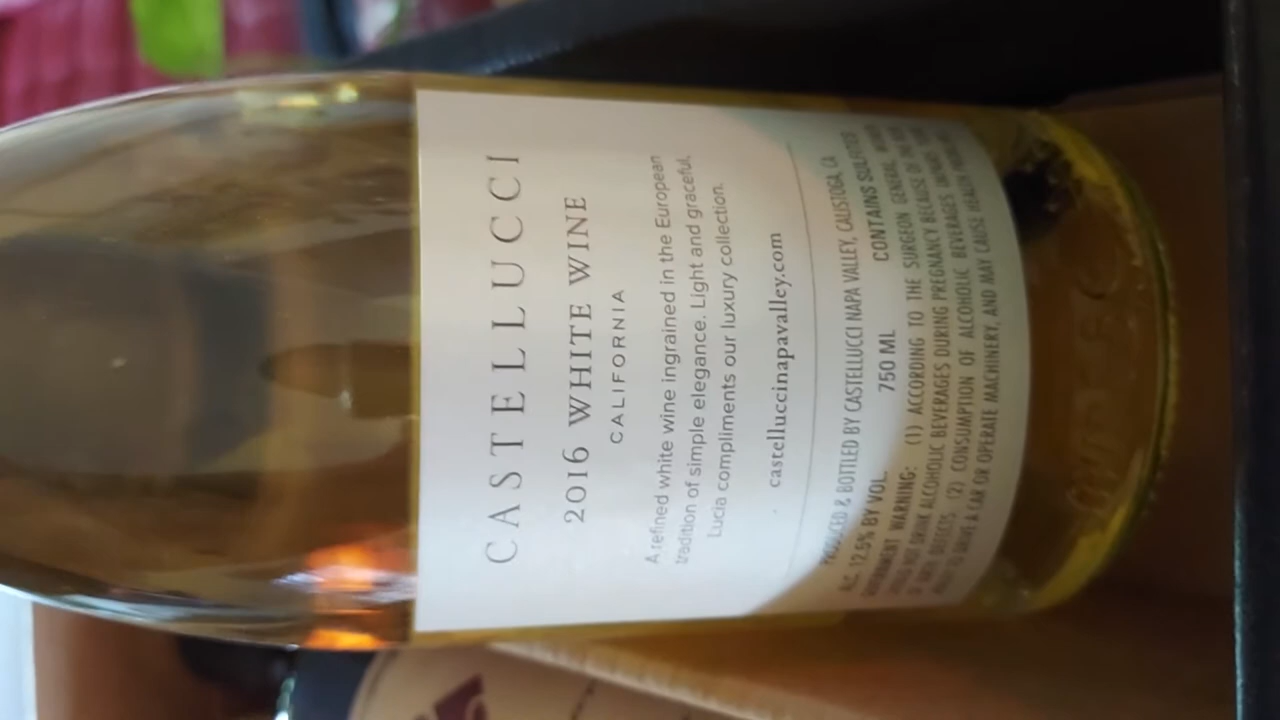 CASTELLUCCI
2016 WHITE WINE
CALIFORNIA
A refined white wine ingrained in the European
tradition of simple elegance. Light and graceful,
Lucia compliments our luxury collection.
castelluccinapavalley.com
PRODUCED & BOTTLED BY CASTELLUCCI NAPA VALLEY, CALISTOGA, CA
ALC. 12.5% BY VOL. 750 ML CONTAINS SULFITES
GOVERNMENT WARNING: (1) ACCORDING TO THE SURGEON GENERAL, WOMEN
SHOULD NOT DRINK ALCOHOLIC BEVERAGES DURING PREGNANCY BECAUSE OF THE RISK
OF BIRTH DEFECTS. (2) CONSUMPTION OF ALCOHOLIC BEVERAGES IMPAIRS YOUR
ABILITY TO DRIVE A CAR OR OPERATE MACHINERY, AND MAY CAUSE HEALTH PROBLEMS.